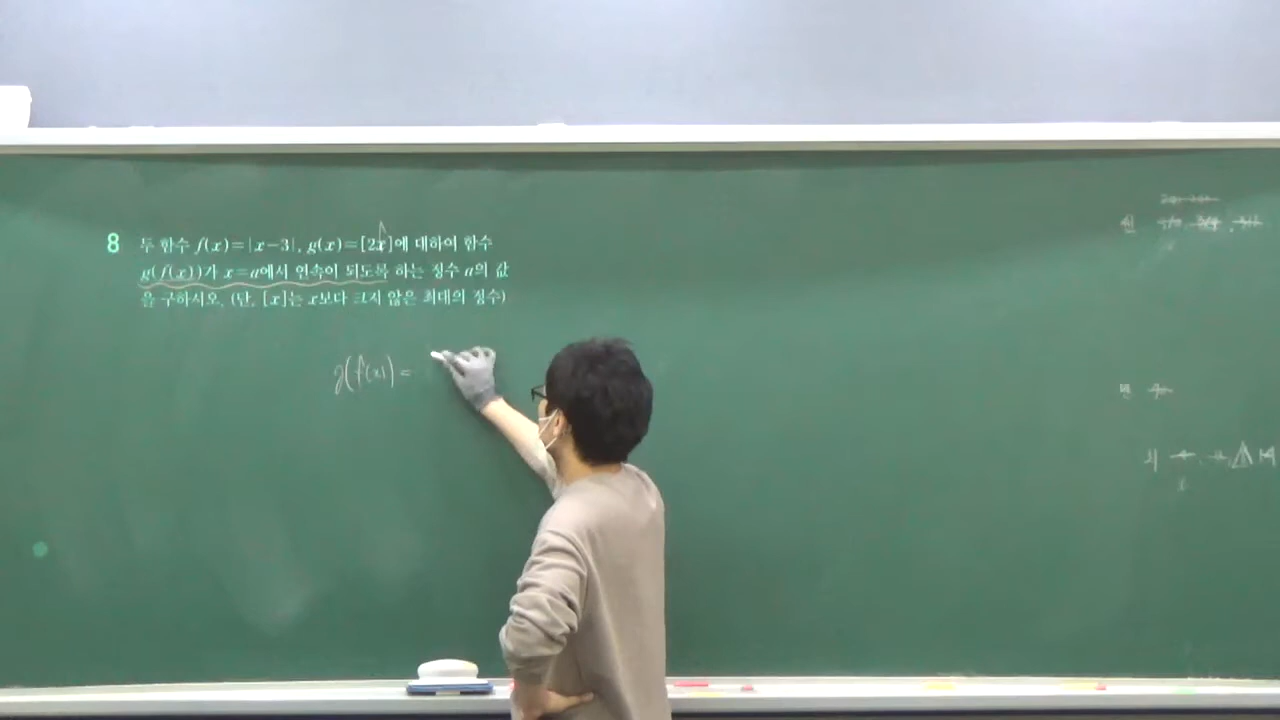 8 두 함수 f(x)=|x-3|, g(x)=[2x]에 대하여 함수
g(f(x))가 x=a에서 연속이 되도록 하는 정수 a의 값
을 구하시오. (단, [x]는 x보다 크지 않은 최대의 정수)
g(f(x))=